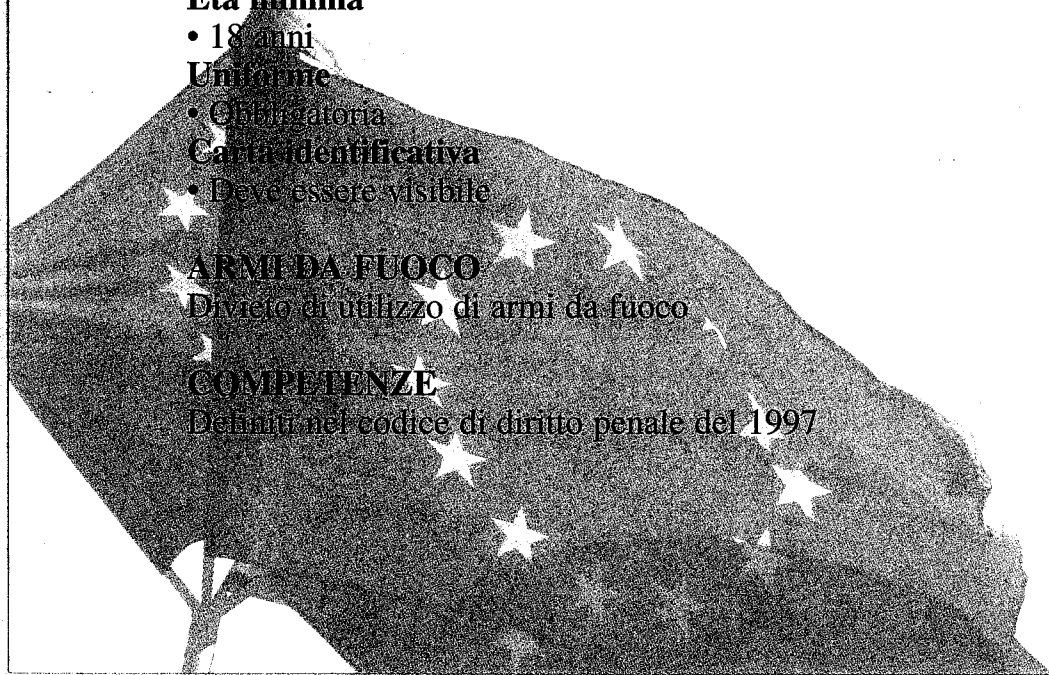 Età minima
• 18 anni
Uniforme
• Obbligatoria
Carta identificativa
• Deve essere visibile
ARMI DA FUOCO
Divieto di utilizzo di armi da fuoco
COMPETENZE
Definiti nel codice di diritto penale del 1997